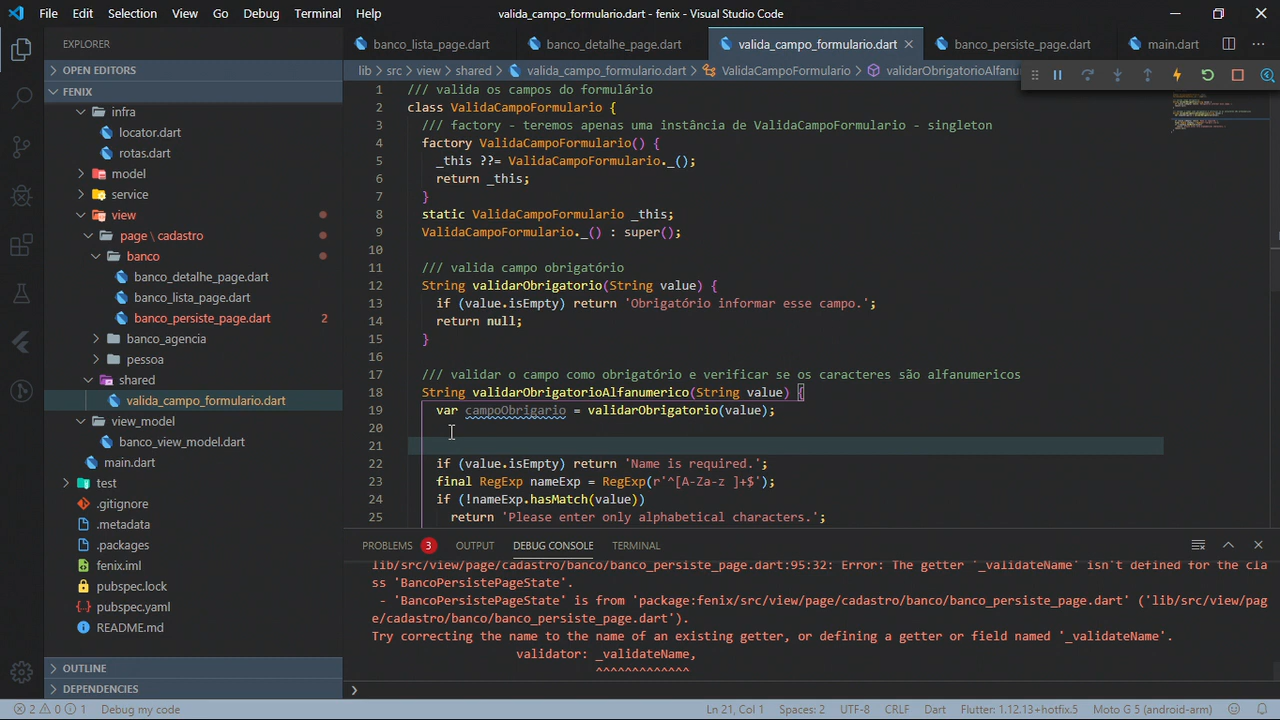 File Edit Selection View Go Debug Terminal Help
valida_campo_formulario.dart - fenix - Visual Studio Code
EXPLORER
OPEN EDITORS
FENIX
infra
locator.dart
rotas.dart
model
service
view
page \ cadastro
banco
banco_detalhe_page.dart
banco_lista_page.dart
banco_persiste_page.dart 2
banco_agencia
pessoa
shared
valida_campo_formulario.dart
view_model
banco_view_model.dart
main.dart
test
.gitignore
.metadata
.packages
fenix.iml
pubspec.lock
pubspec.yaml
README.md
OUTLINE
DEPENDENCIES
banco_lista_page.dart banco_detalhe_page.dart valida_campo_formulario.dart banco_persiste_page.dart main.dart
lib > src > view > shared > valida_campo_formulario.dart > ValidaCampoFormulario > validarObrigatorioAlfanu
1 /// valida os campos do formulário
2 class ValidaCampoFormulario {
3 /// factory - teremos apenas uma instância de ValidaCampoFormulario - singleton
4 factory ValidaCampoFormulario() {
5 _this ??= ValidaCampoFormulario._();
6 return _this;
7 }
8 static ValidaCampoFormulario _this;
9 ValidaCampoFormulario._() : super();
10
11 /// valida campo obrigatório
12 String validarObrigatorio(String value) {
13 if (value.isEmpty) return 'Obrigatório informar esse campo.';
14 return null;
15 }
16
17 /// validar o campo como obrigatório e verificar se os caracteres são alfanumericos
18 String validarObrigatorioAlfanumerico(String value) {
19 var campoObrigario = validarObrigatorio(value);
20
21
22 if (value.isEmpty) return 'Name is required.';
23 final RegExp nameExp = RegExp(r'^[A-Za-z ]+$');
24 if (!nameExp.hasMatch(value))
25 return 'Please enter only alphabetical characters.';
PROBLEMS 3 OUTPUT DEBUG CONSOLE TERMINAL
lib/src/view/page/cadastro/banco/banco_persiste_page.dart:95:32: Error: The getter '_validateName' isn't defined for the cla
ss 'BancoPersistePageState'.
- 'BancoPersistePageState' is from 'package:fenix/src/view/page/cadastro/banco/banco_persiste_page.dart' ('lib/src/view/pag
e/cadastro/banco/banco_persiste_page.dart').
Try correcting the name to the name of an existing getter, or defining a getter or field named '_validateName'.
validator: _validateName,
^^^^^^^^^^^^^
2 0 1 Debug my code
Ln 21, Col 1 Spaces: 2 UTF-8 CRLF Dart Flutter: 1.12.13+hotfix.5 Moto G 5 (android-arm)